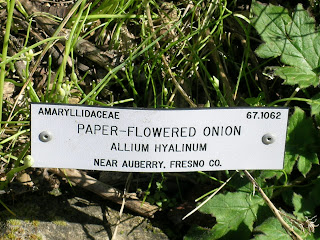 AMARYLLIDACEAE 67.1062
PAPER-FLOWERED ONION
ALLIUM HYALINUM
NEAR AUBERRY, FRESNO CO.